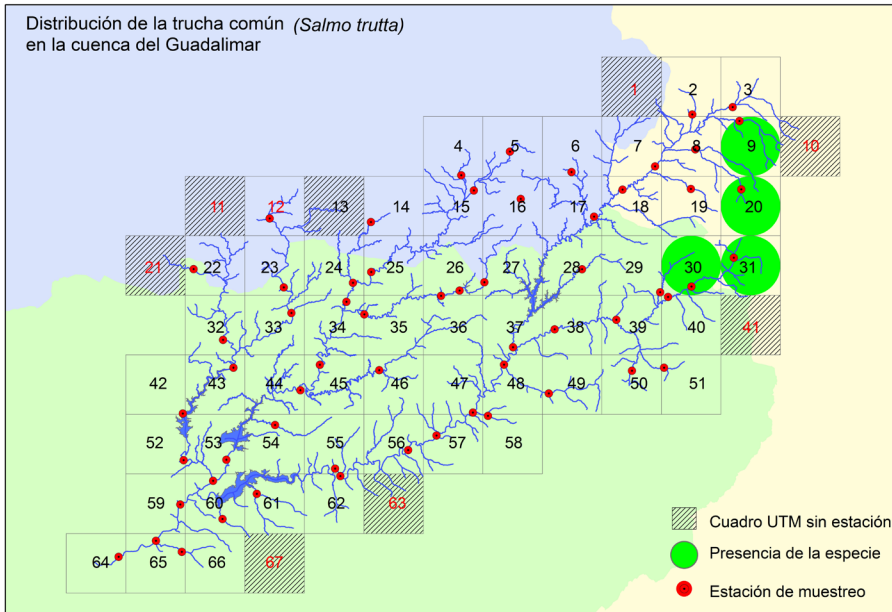 Distribución de la trucha común (Salmo trutta)
en la cuenca del Guadalimar
1 2 3
4 5 6 7 8 9 10
11 12 13 14 15 16 17 18 19 20
21 22 23 24 25 26 27 28 29 30 31
32 33 34 35 36 37 38 39 40 41
42 43 44 45 46 47 48 49 50 51
52 53 54 55 56 57 58
59 60 61 62 63
64 65 66 67
Cuadro UTM sin estación
Presencia de la especie
Estación de muestreo